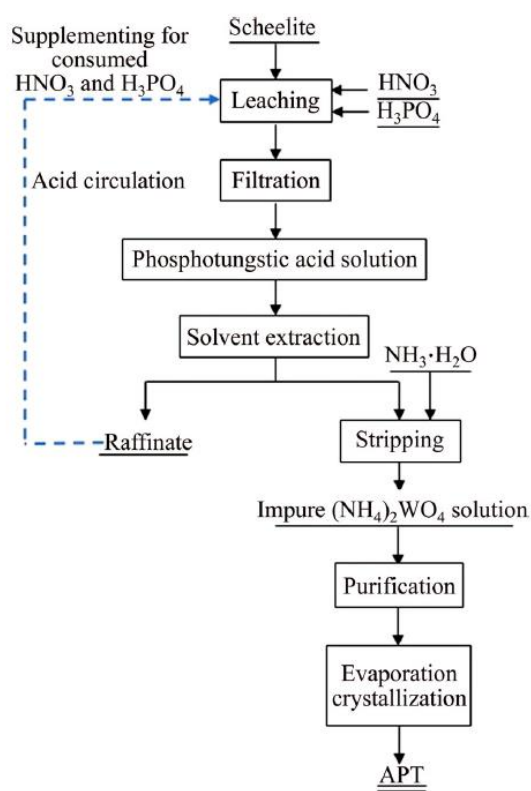 Supplementing for
consumed
HNO3 and H3PO4
Scheelite
Leaching
HNO3
H3PO4
Acid circulation
Filtration
Phosphotungstic acid solution
Solvent extraction
NH3·H2O
Raffinate
Stripping
Impure (NH4)2WO4 solution
Purification
Evaporation
crystallization
APT